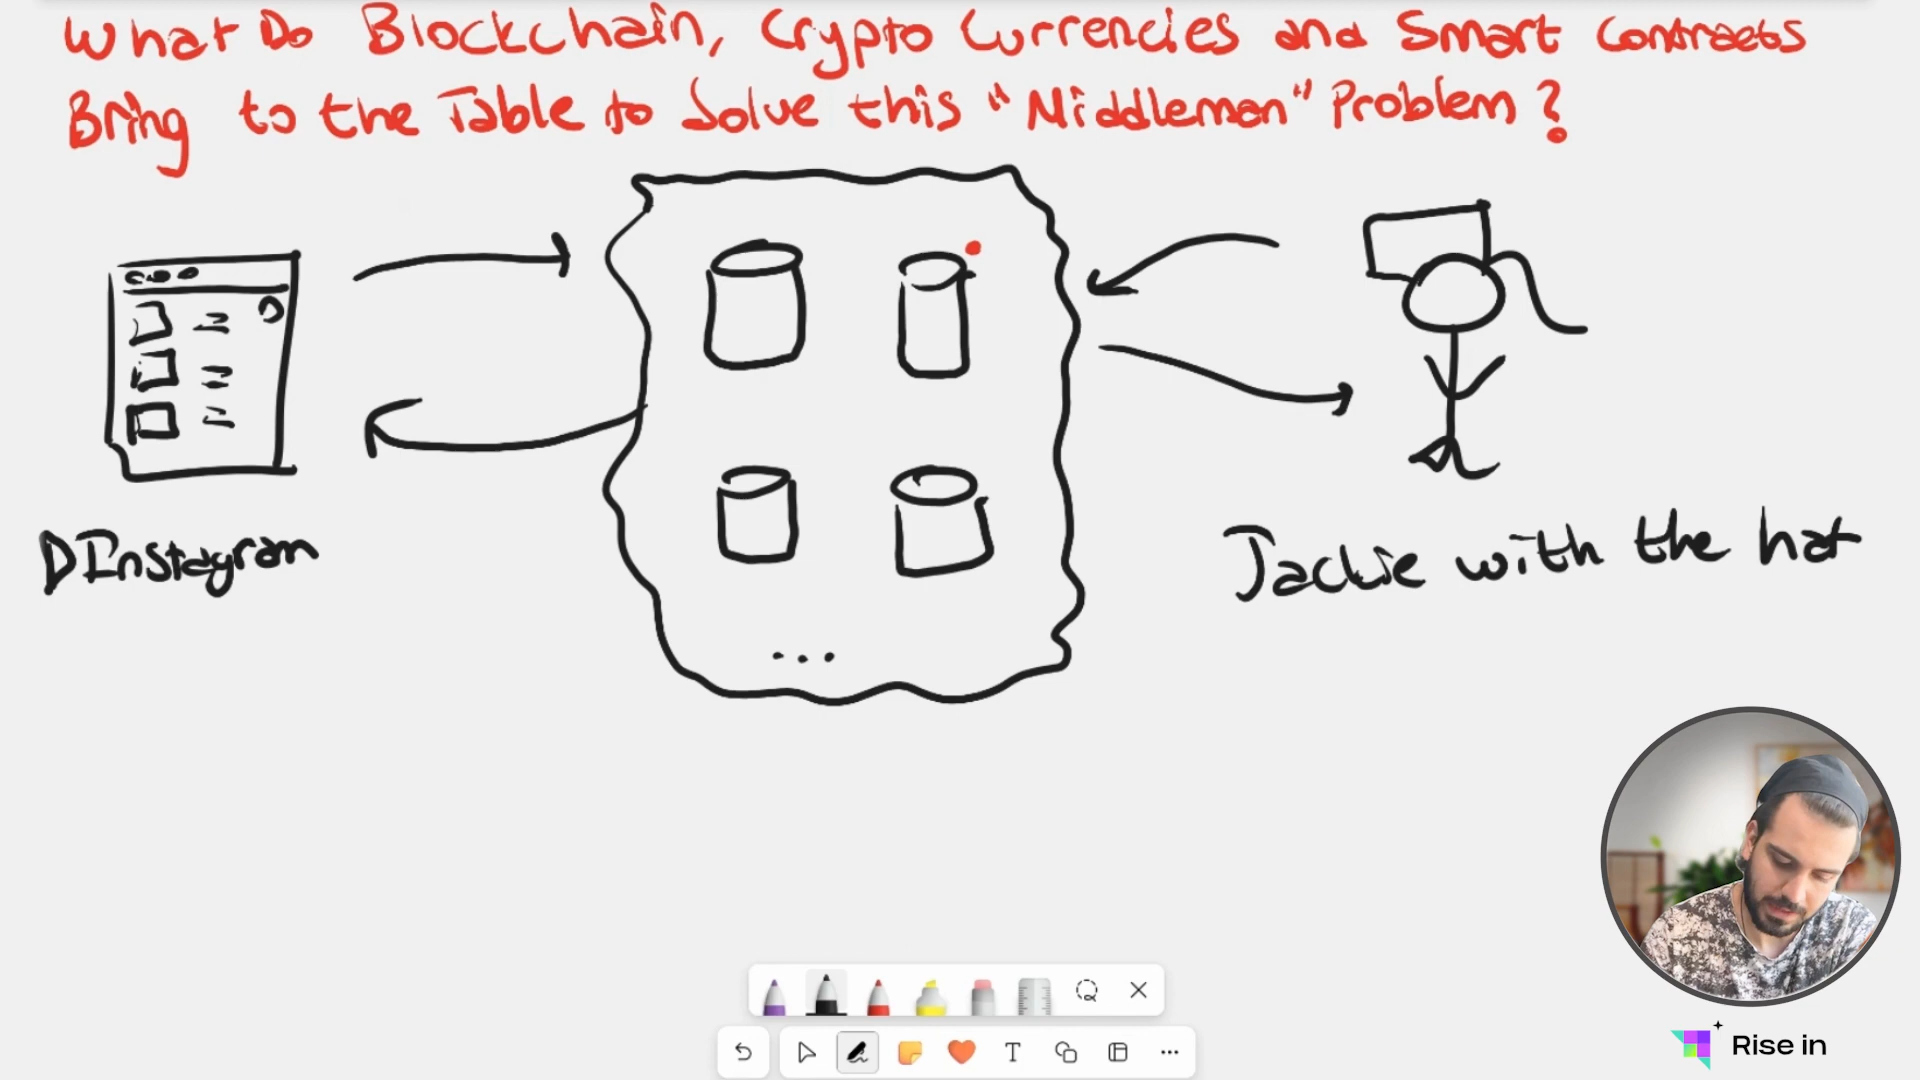 What Do Blockchain, Crypto Currencies and Smart Contracts
Bring to the Table to Solve this "Middleman" Problem?
DInstagram
Jackie with the hat
...
T
Rise in